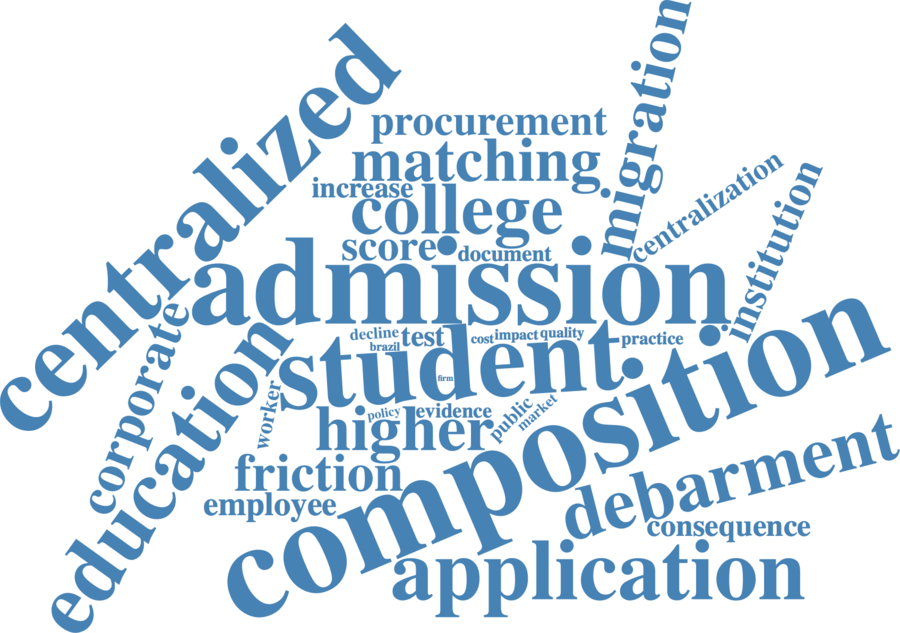 centralized
procurement
migration
matching
increase
centralization
college
institution
score
document
admission
corporate
decline
test
cost
impact
quality
practice
brazil
student
education
firm
composition
worker
policy
evidence
public
market
higher
friction
debarment
employee
consequence
application